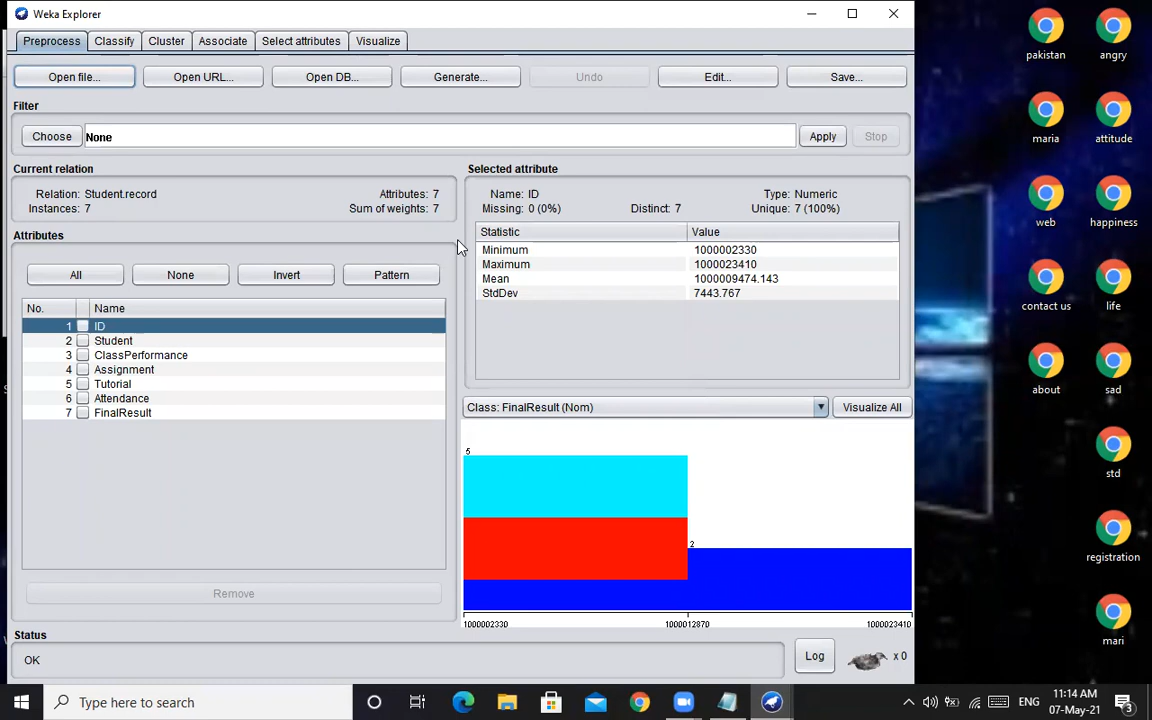 Weka Explorer
Preprocess Classify Cluster Associate Select attributes Visualize
Open file... Open URL... Open DB... Generate... Undo Edit... Save...
Filter
Choose None Apply Stop
Current relation
Relation: Student.record Attributes: 7
Instances: 7 Sum of weights: 7
Selected attribute
Name: ID Type: Numeric
Missing: 0 (0%) Distinct: 7 Unique: 7 (100%)
Statistic Value
Minimum 1000002330
Maximum 1000023410
Mean 1000009474.143
StdDev 7443.767
Attributes
All None Invert Pattern
No. Name
1 ID
2 Student
3 ClassPerformance
4 Assignment
5 Tutorial
6 Attendance
7 FinalResult
Remove
Class: FinalResult (Nom) Visualize All
5
2
1000002330 1000012870 1000023410
Status
OK
Log x 0
pakistan angry
maria attitude
web happiness
contact us life
about sad
std
registration
mari
Type here to search
ENG
11:14 AM
07-May-21
3